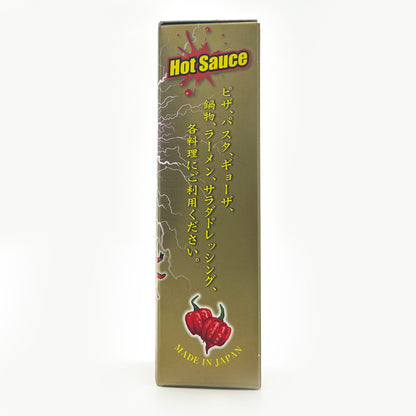 Hot Sauce
ピザ、パスタ、ギョーザ、
鍋物、ラーメン、サラダドレッシング、
各料理にご利用ください。
MADE IN JAPAN